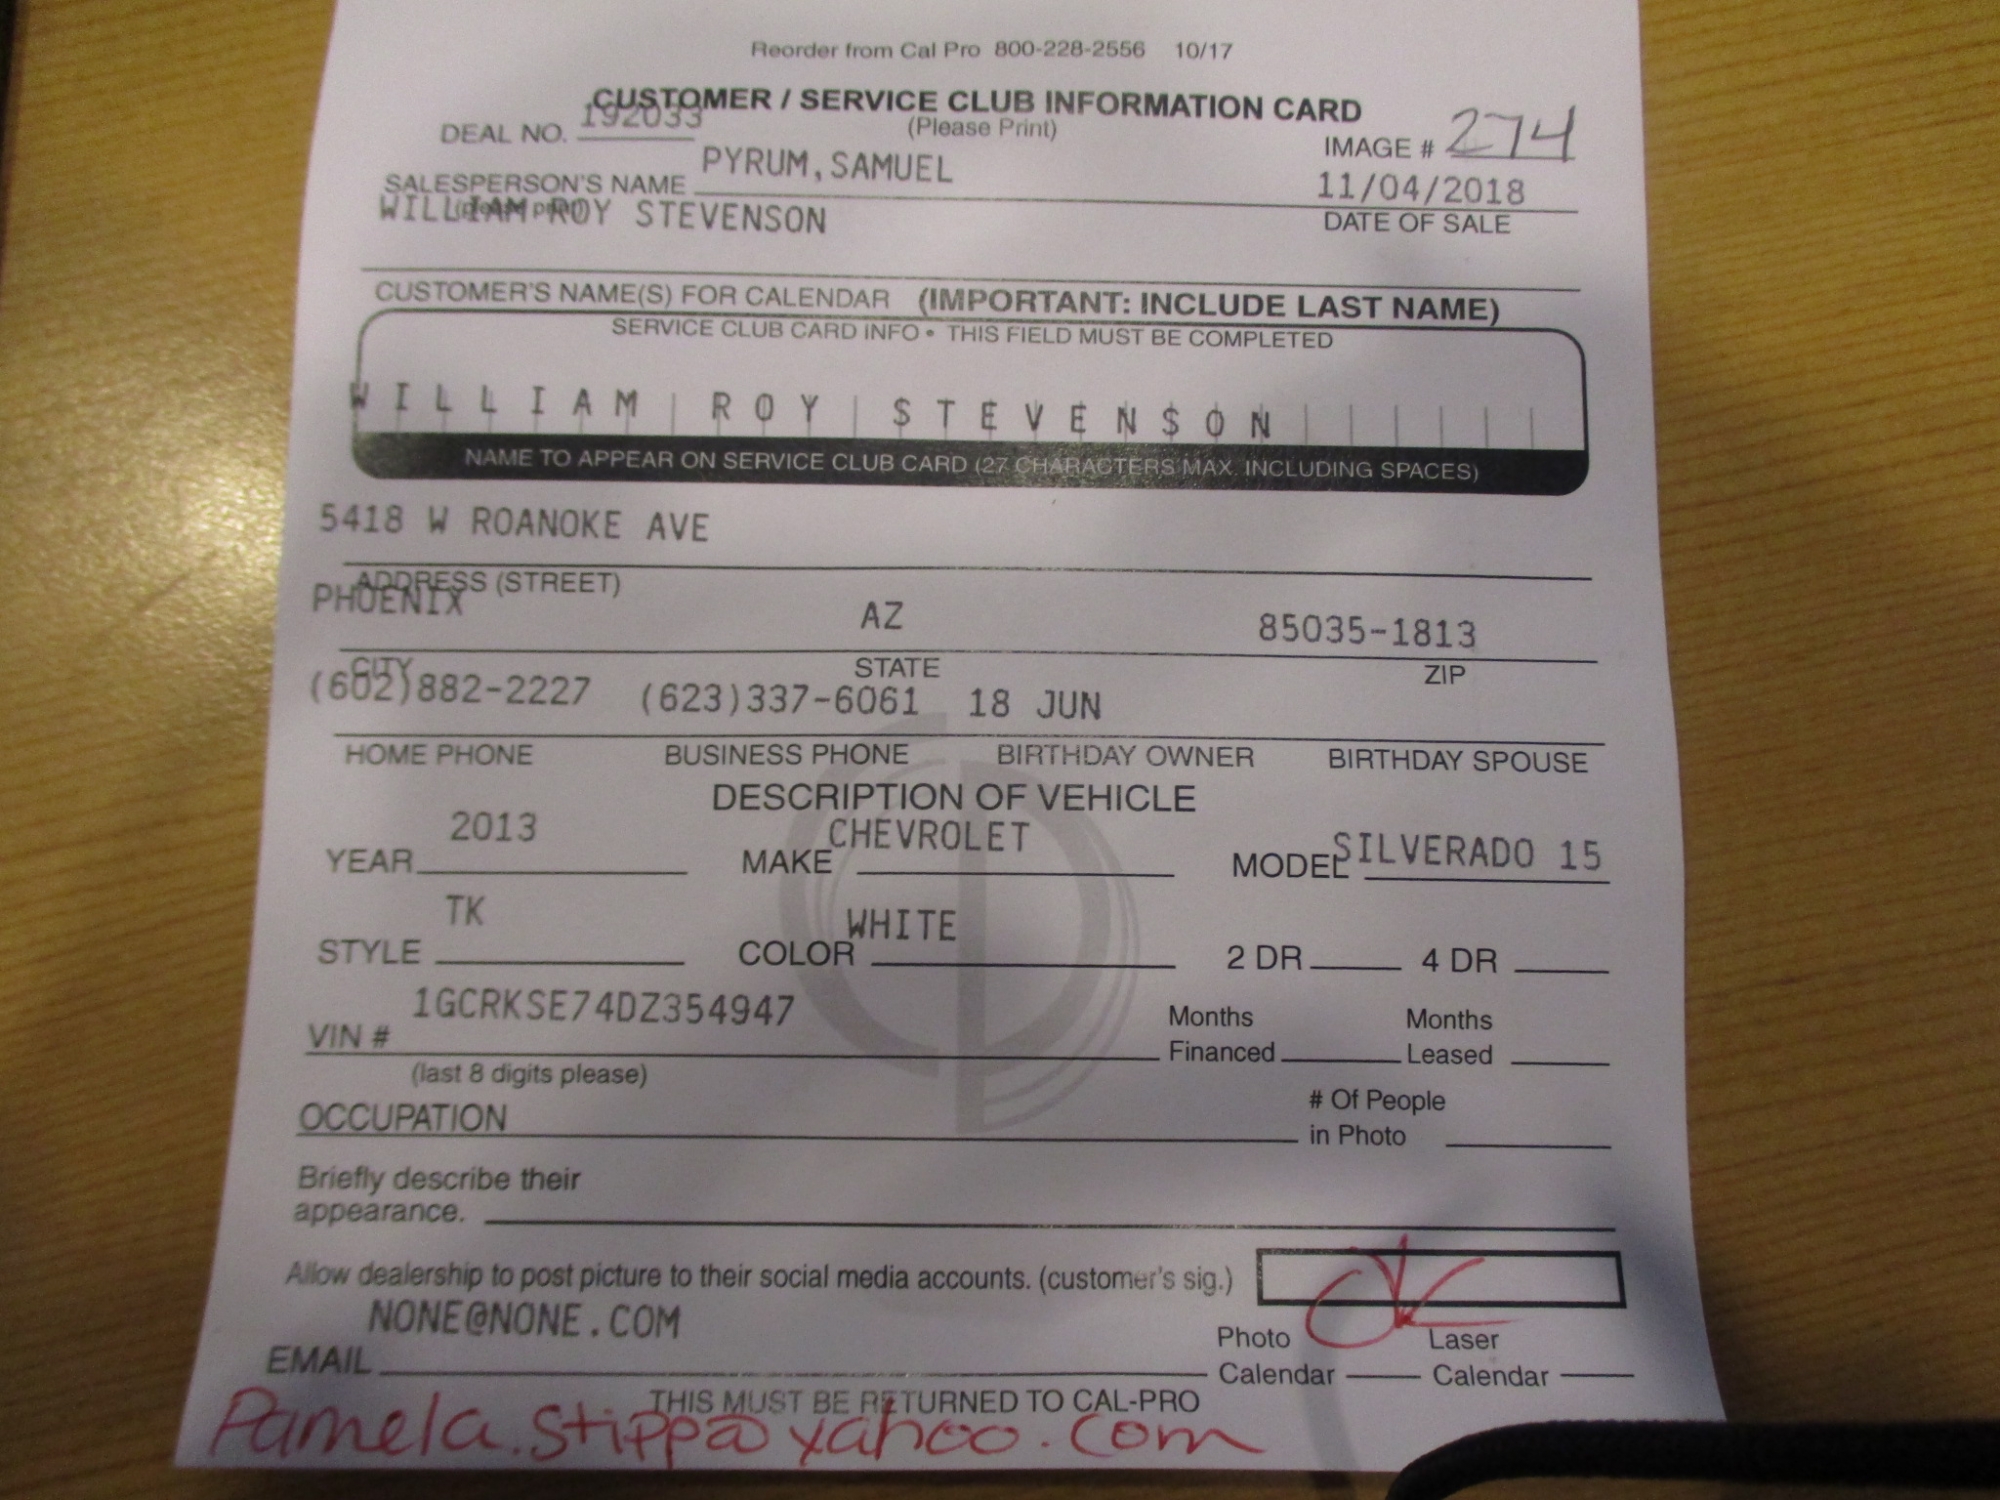 Reorder from Cal Pro 800-228-2556 10/17
CUSTOMER / SERVICE CLUB INFORMATION CARD
(Please Print)
DEAL NO. 192033
IMAGE # 274
SALESPERSON'S NAME PYRUM,SAMUEL
(please print)
11/04/2018
DATE OF SALE
WILLIAM ROY STEVENSON
CUSTOMER'S NAME(S) FOR CALENDAR (IMPORTANT: INCLUDE LAST NAME)
SERVICE CLUB CARD INFO • THIS FIELD MUST BE COMPLETED
WILLIAM ROY STEVENSON
NAME TO APPEAR ON SERVICE CLUB CARD (27 CHARACTERS MAX. INCLUDING SPACES)
5418 W ROANOKE AVE
ADDRESS (STREET)
PHOENIX AZ 85035-1813
CITY STATE ZIP
(602)882-2227 (623)337-6061 18 JUN
HOME PHONE BUSINESS PHONE BIRTHDAY OWNER BIRTHDAY SPOUSE
DESCRIPTION OF VEHICLE
YEAR 2013 MAKE CHEVROLET MODEL SILVERADO 15
STYLE TK COLOR WHITE 2 DR 4 DR
VIN # 1GCRKSE74DZ354947
(last 8 digits please)
Months Financed
Months Leased
OCCUPATION
# Of People in Photo
Briefly describe their
appearance.
Allow dealership to post picture to their social media accounts. (customer's sig.) OK
EMAIL NONE@NONE.COM
Photo Calendar
Laser Calendar
THIS MUST BE RETURNED TO CAL-PRO
Pamela.stipp@yahoo.com